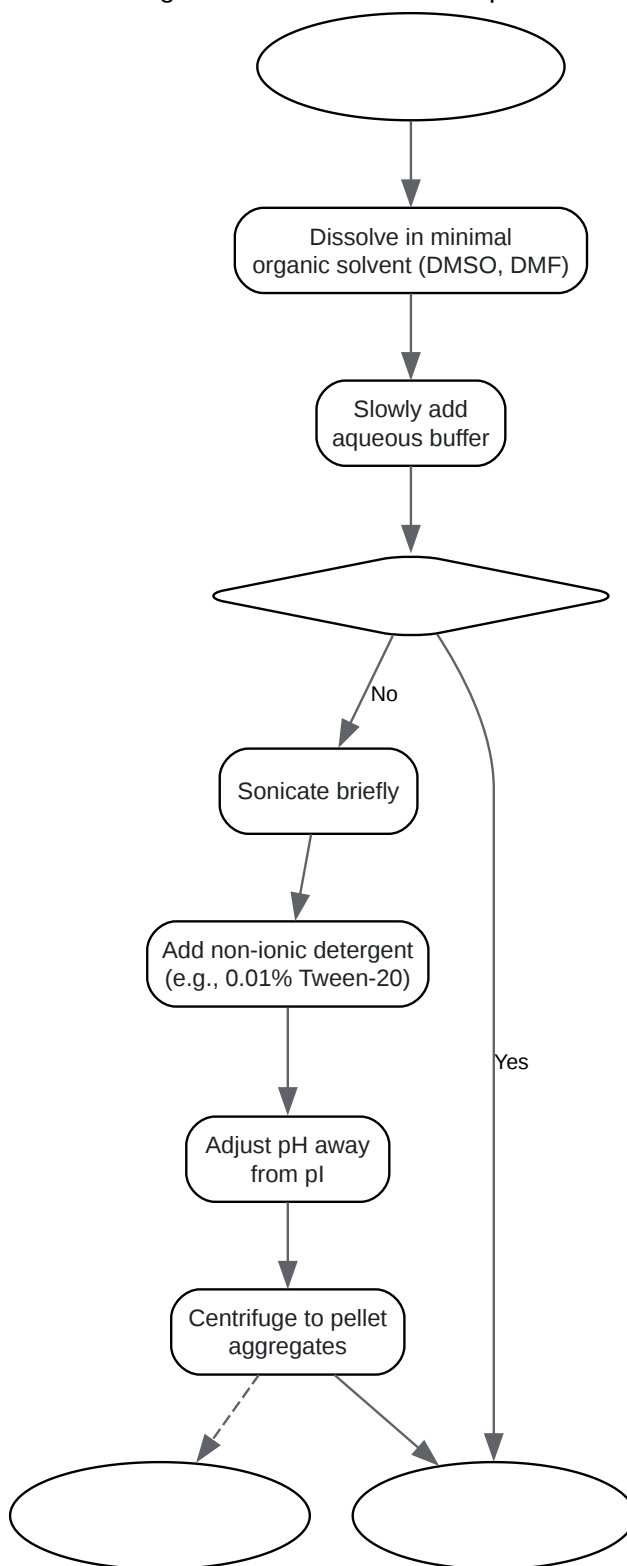 Dissolve in minimal
organic solvent (DMSO, DMF)
Slowly add
aqueous buffer
No
Sonicate briefly
Add non-ionic detergent
(e.g., 0.01% Tween-20)
Yes
Adjust pH away
from pI
Centrifuge to pellet
aggregates